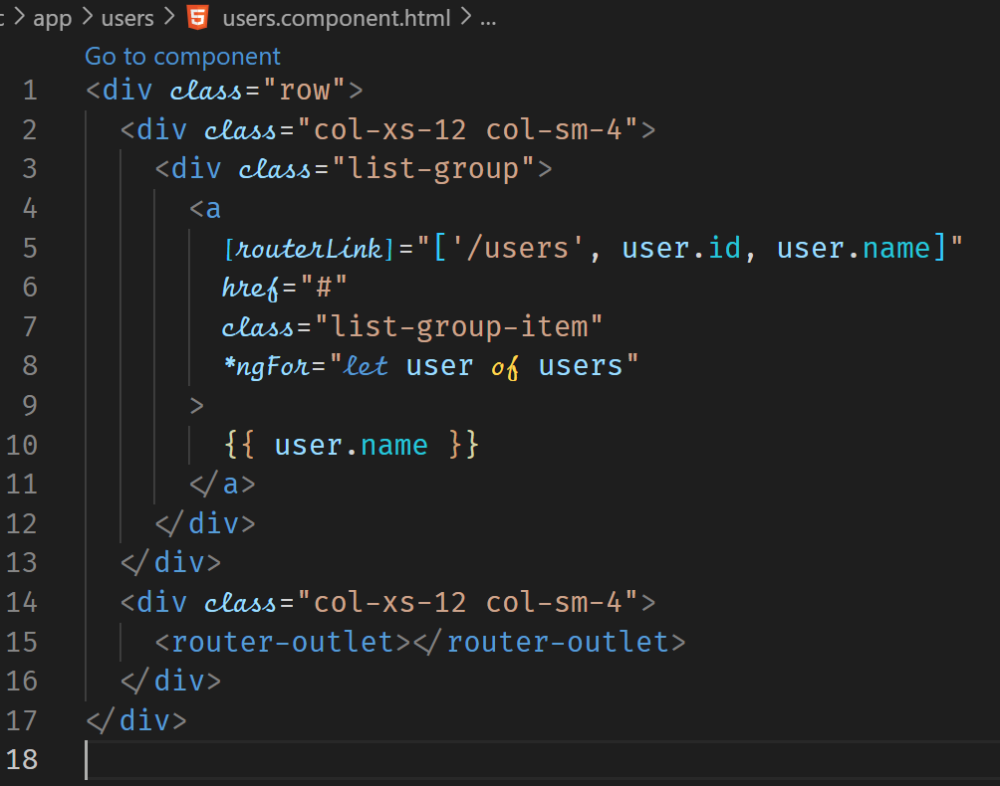 c > app > users > users.component.html > ...
Go to component
1 <div class="row">
2   <div class="col-xs-12 col-sm-4">
3     <div class="list-group">
4       <a
5         [routerLink]="['/users', user.id, user.name]"
6         href="#"
7         class="list-group-item"
8         *ngFor="let user of users"
9       >
10         {{ user.name }}
11       </a>
12     </div>
13   </div>
14   <div class="col-xs-12 col-sm-4">
15     <router-outlet></router-outlet>
16   </div>
17 </div>
18